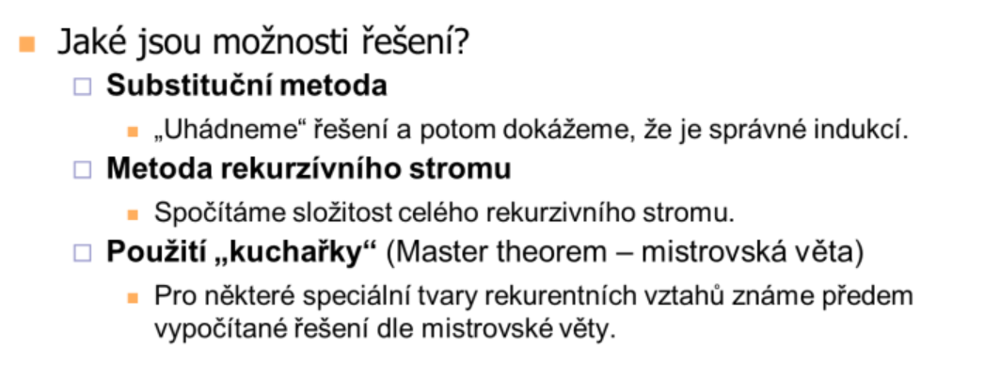 Jaké jsou možnosti řešení?
Substituční metoda
„Uhádneme“ řešení a potom dokážeme, že je správné indukcí.
Metoda rekurzívního stromu
Spočítáme složitost celého rekurzivního stromu.
Použití „kuchařky“ (Master theorem – mistrovská věta)
Pro některé speciální tvary rekurentních vztahů známe předem
vypočítané řešení dle mistrovské věty.